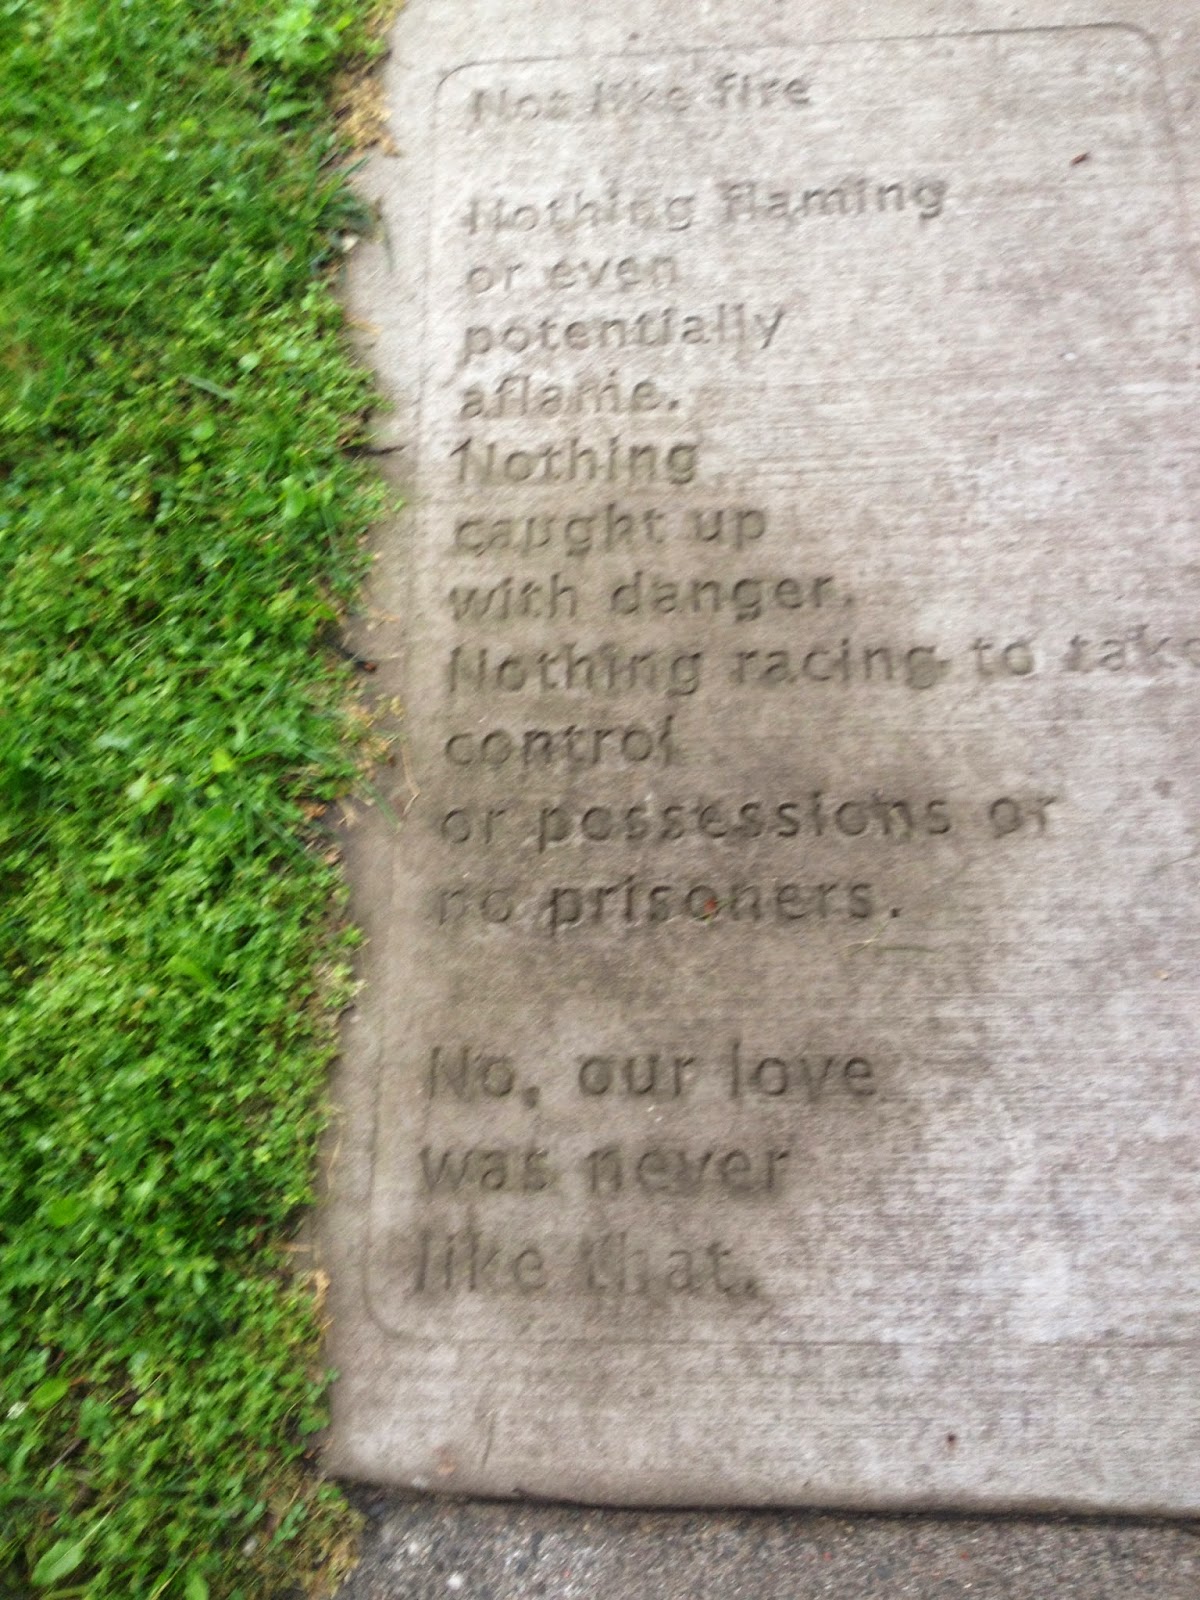 Not like fire
Nothing flaming
or even
potentially
aflame.
Nothing
caught up
with danger.
Nothing racing to take
control
or possessions or
no prisoners.
No, our love
was never
like that.